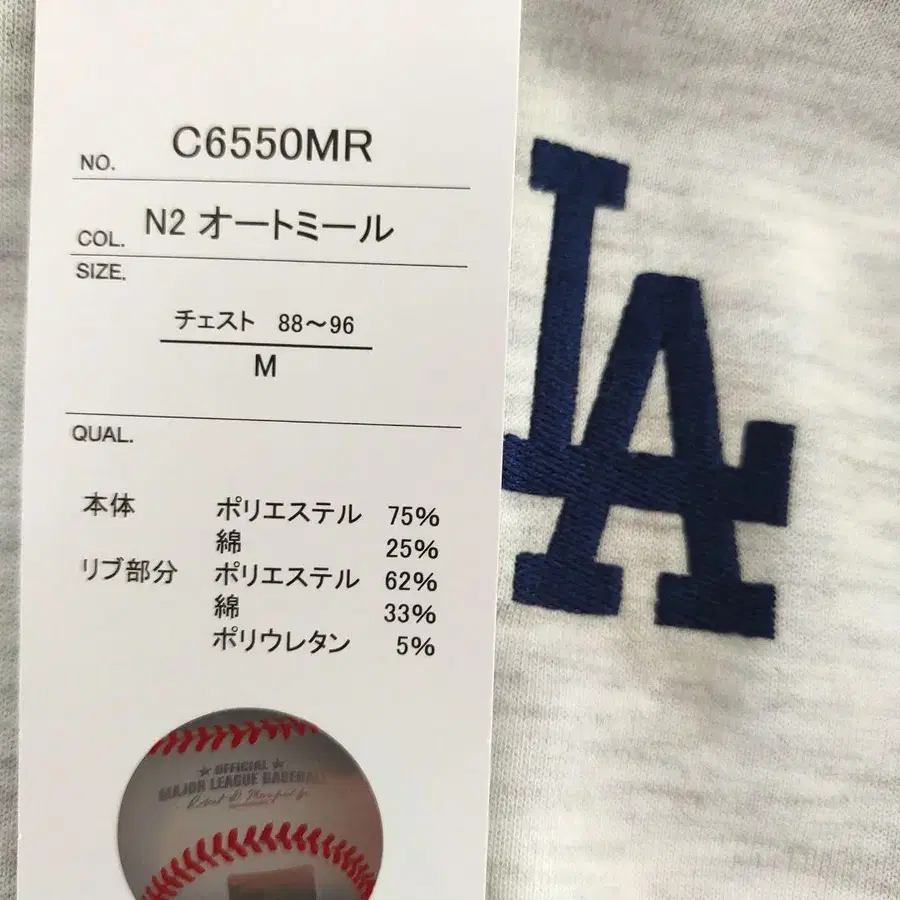 NO. C6550MR
COL. N2 オートミール
SIZE.
チェスト 88～96
M
QUAL.
本体 ポリエステル 75%
綿 25%
リブ部分 ポリエステル 62%
綿 33%
ポリウレタン 5%
★ OFFICIAL ★
MAJOR LEAGUE BASEBALL
LA